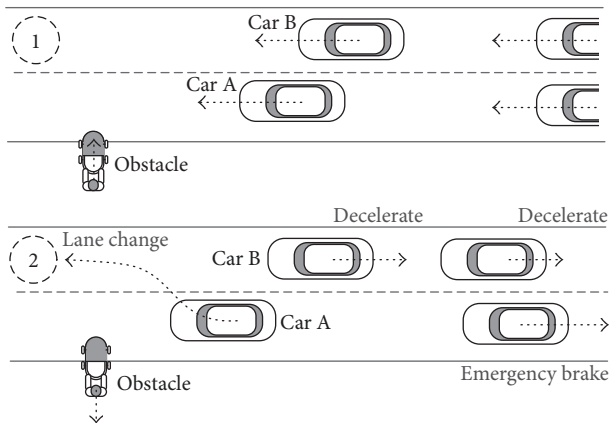 1
Car B
Car A
Obstacle
Decelerate
Decelerate
2
Lane change
Car B
Car A
Obstacle
Emergency brake